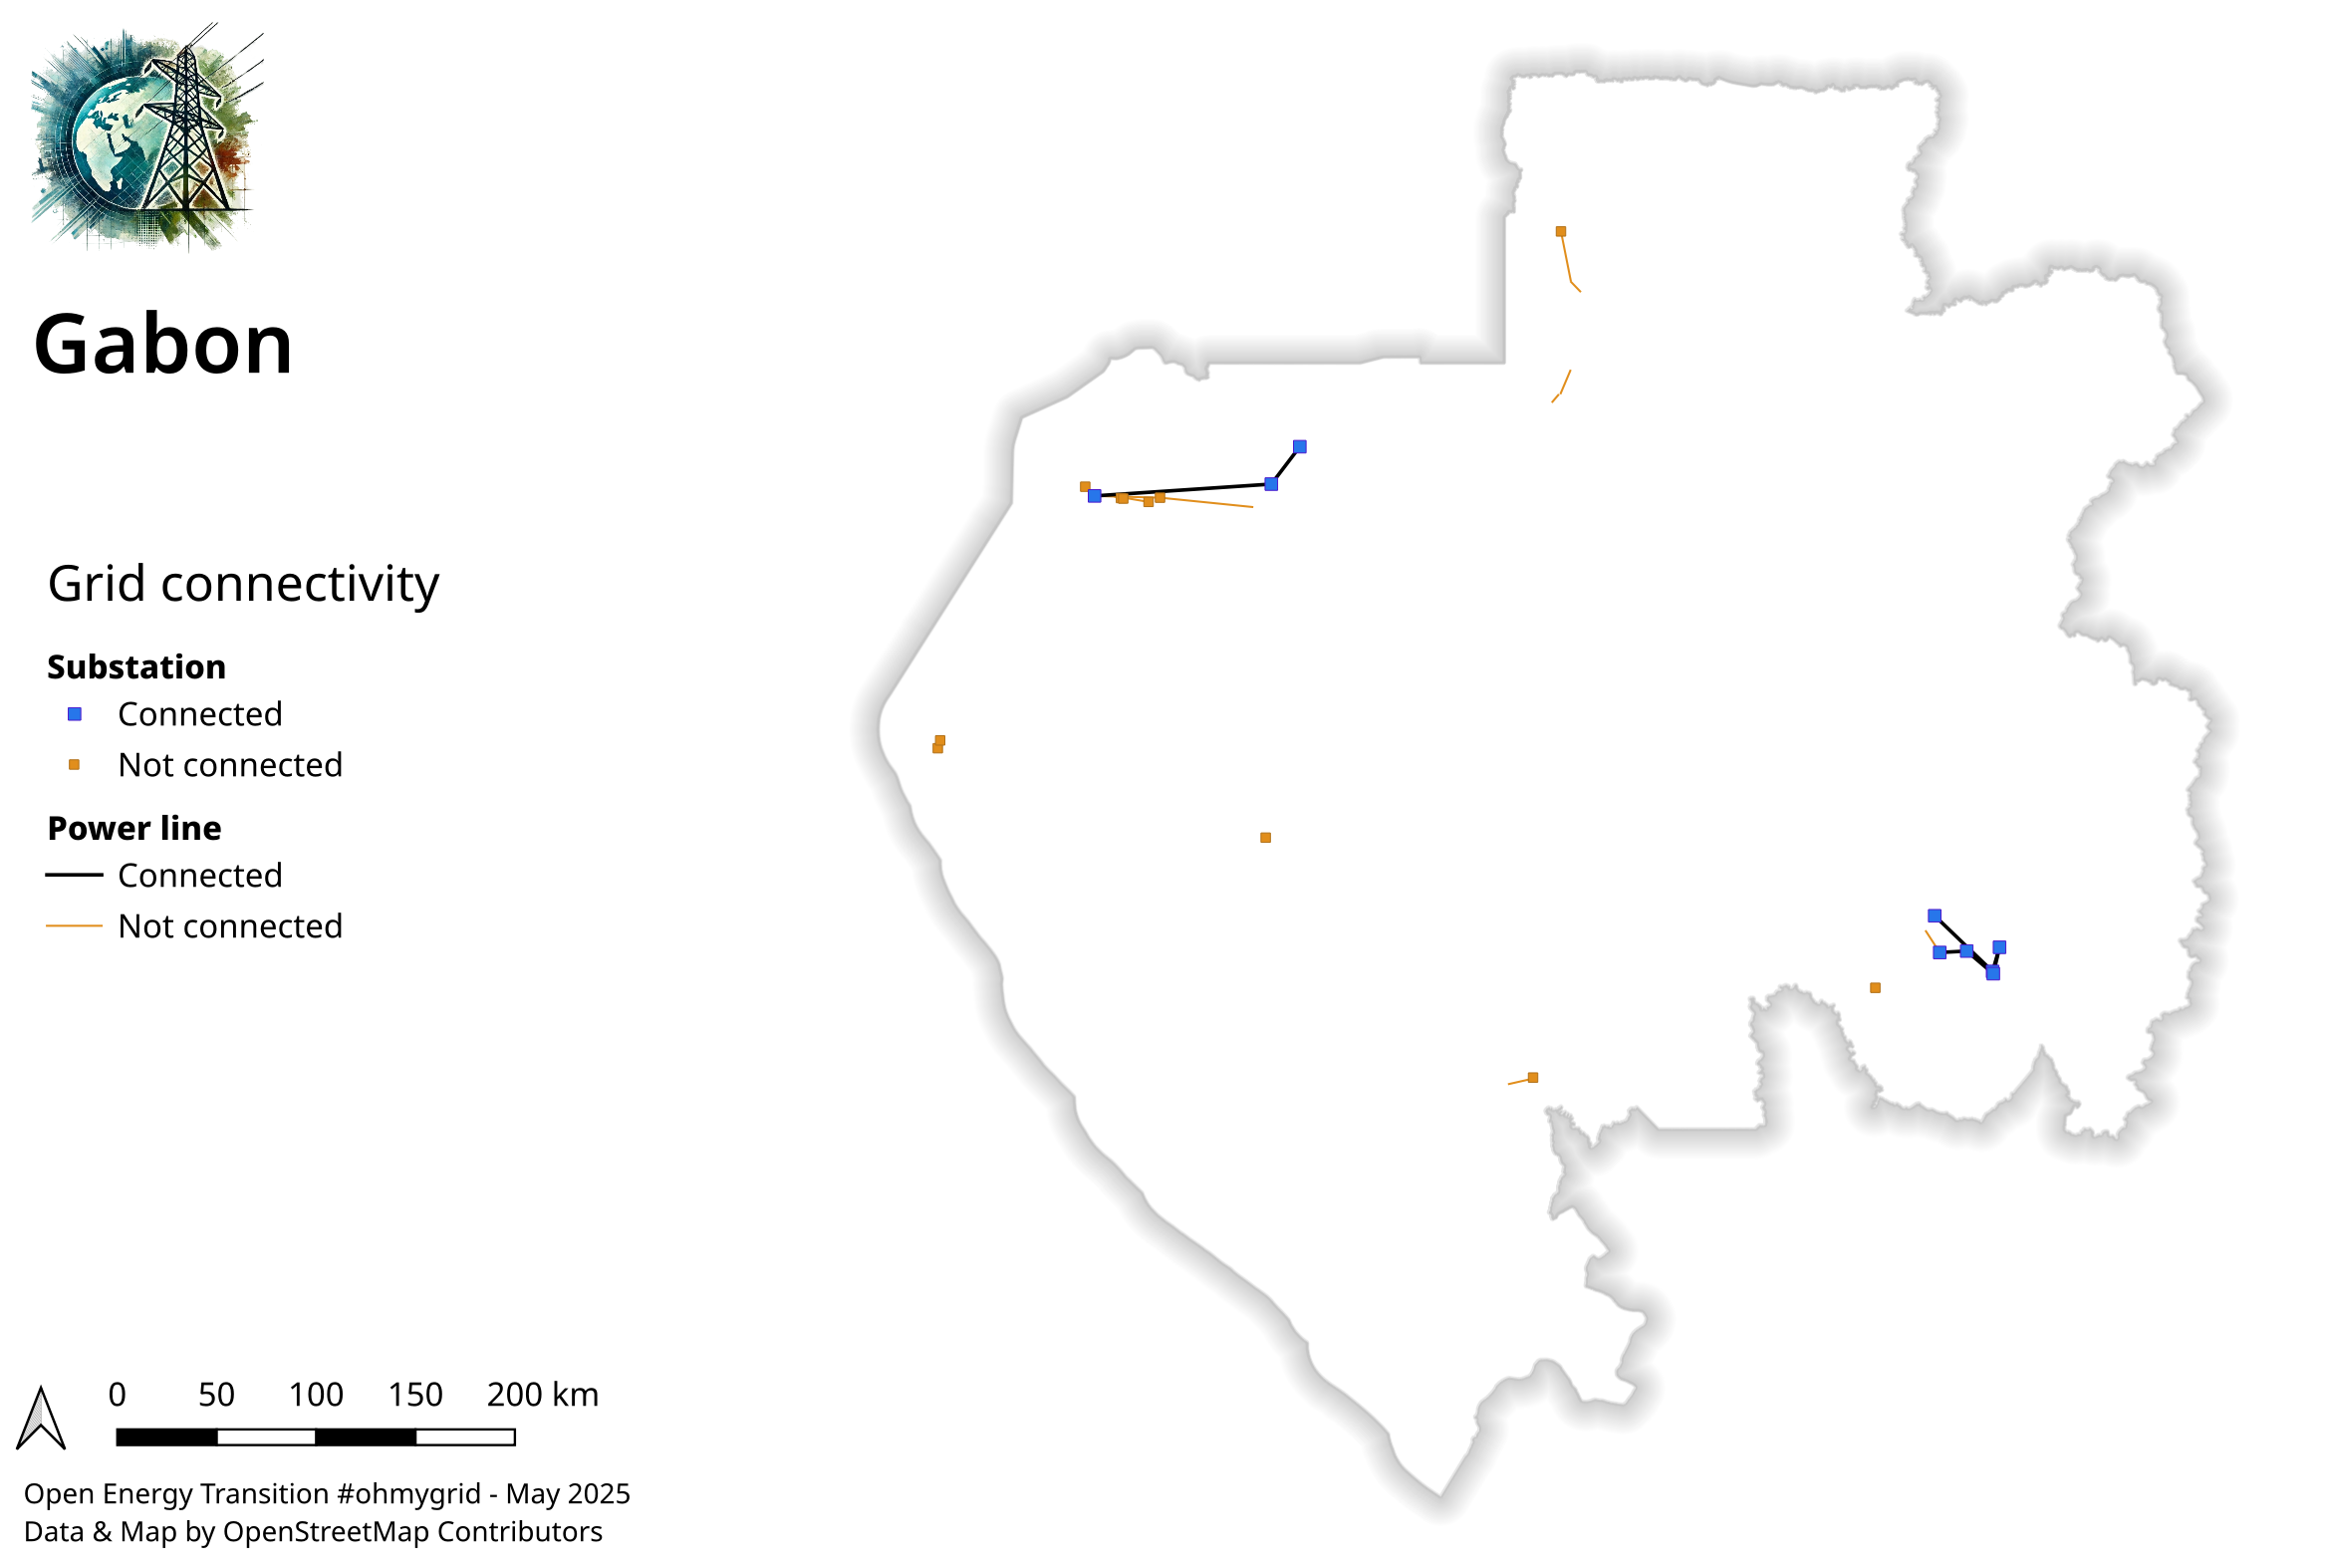 Gabon
Grid connectivity
Substation
Connected
Not connected
Power line
Connected
Not connected
0 50 100 150 200 km
Open Energy Transition #ohmygrid - May 2025
Data & Map by OpenStreetMap Contributors